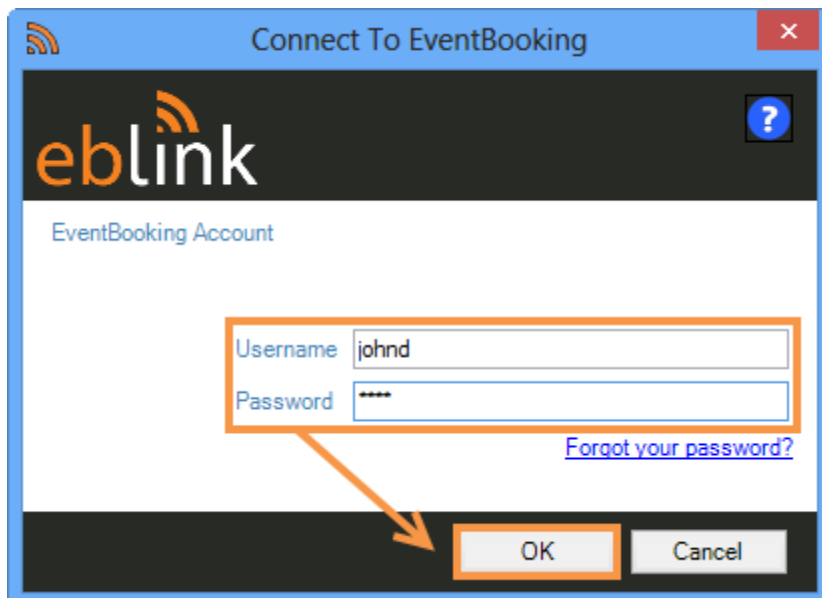 Connect To EventBooking
eblink
?
EventBooking Account
Username johnd
Password ****
Forgot your password?
OK Cancel